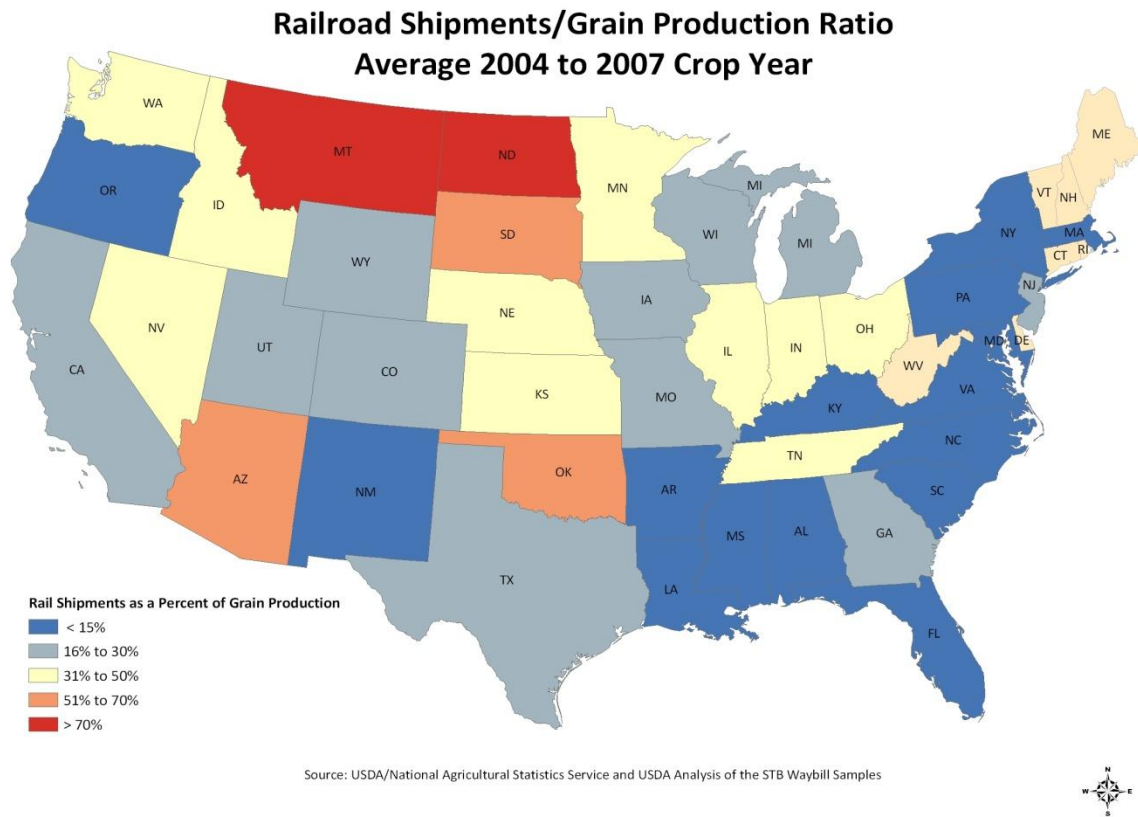 Railroad Shipments/Grain Production Ratio
Average 2004 to 2007 Crop Year
WA
MT
ND
MN
ME
OR
ID
SD
WI
MI
MI
VT
NH
NY
MA
WY
CT
RI
IA
NE
PA
NJ
NV
UT
CO
IL
IN
OH
MD
DE
WV
CA
KS
MO
KY
VA
AZ
NM
OK
TN
NC
AR
SC
TX
MS
AL
GA
LA
FL
Rail Shipments as a Percent of Grain Production
< 15%
16% to 30%
31% to 50%
51% to 70%
> 70%
Source: USDA/National Agricultural Statistics Service and USDA Analysis of the STB Waybill Samples
N
W
E
S